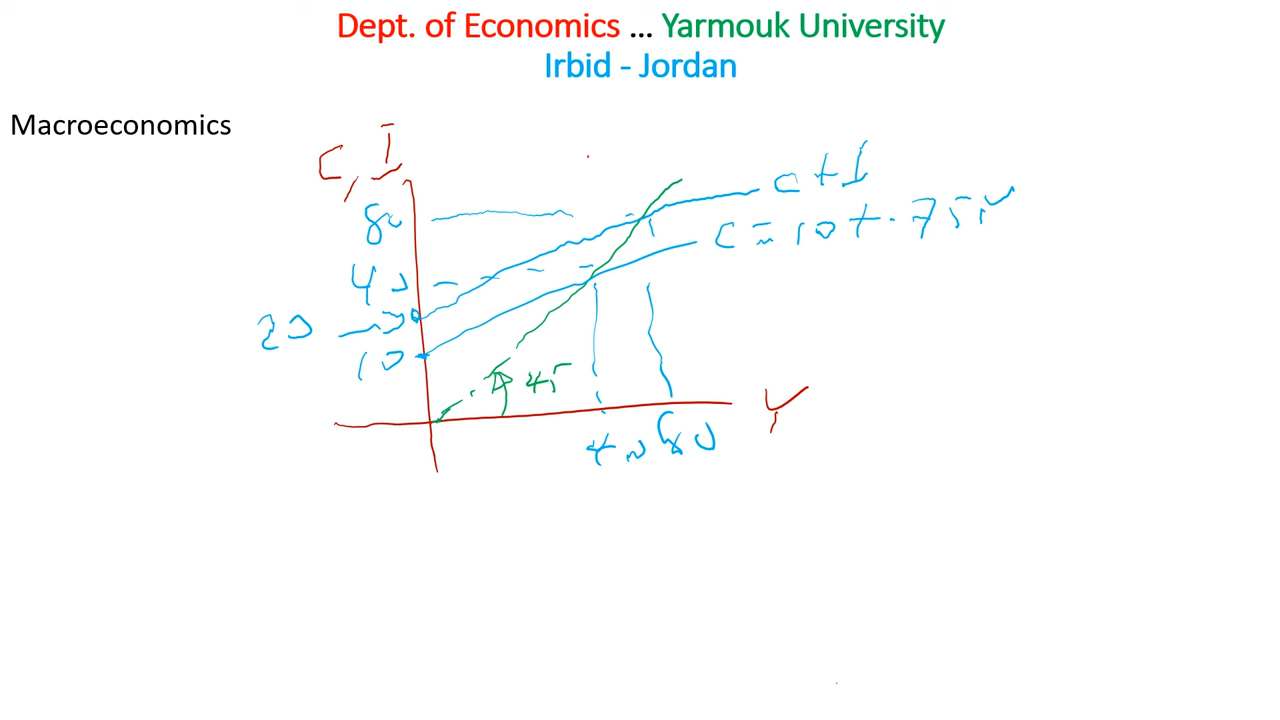 Dept. of Economics ... Yarmouk University
Irbid - Jordan
Macroeconomics
C, I
C + I
80
C = 10 + .75Y
40
20
10
45
Y
40 80